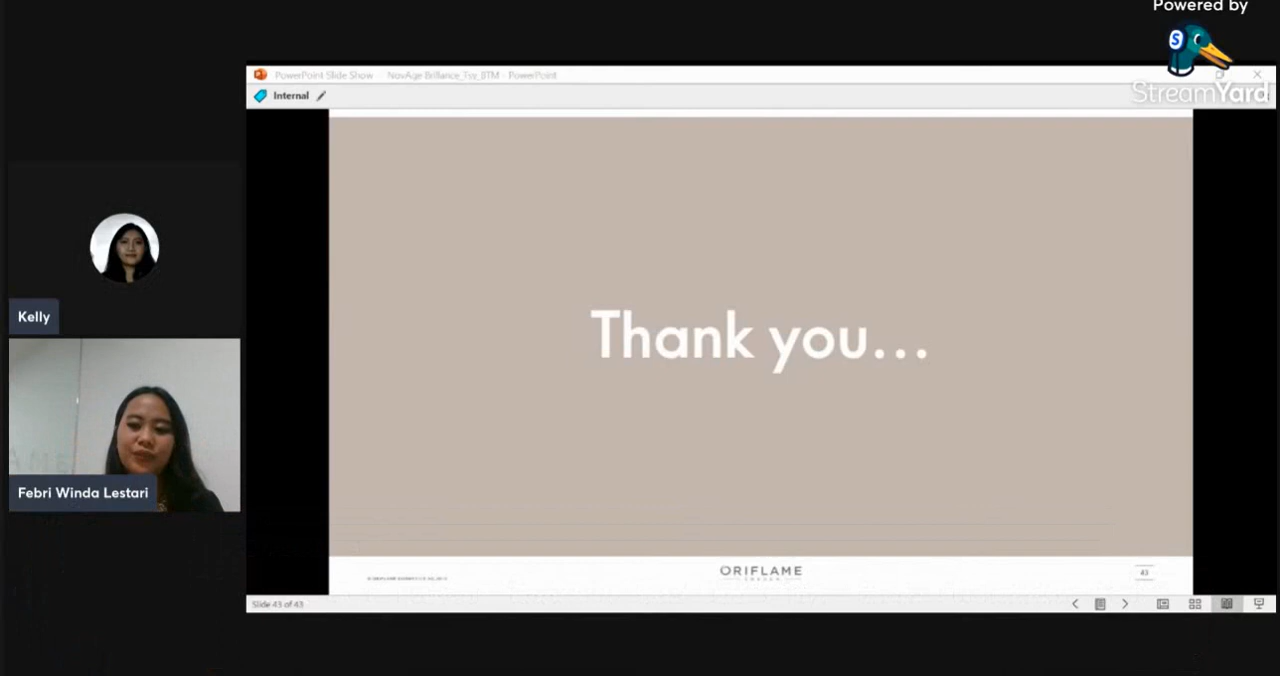 Powered by
StreamYard
PowerPoint Slide Show - NovAge Brilliance_Tsy_BTM - PowerPoint
Internal
Kelly
Febri Winda Lestari
Thank you...
ORIFLAME
SWEDEN
43
Slide 43 of 43